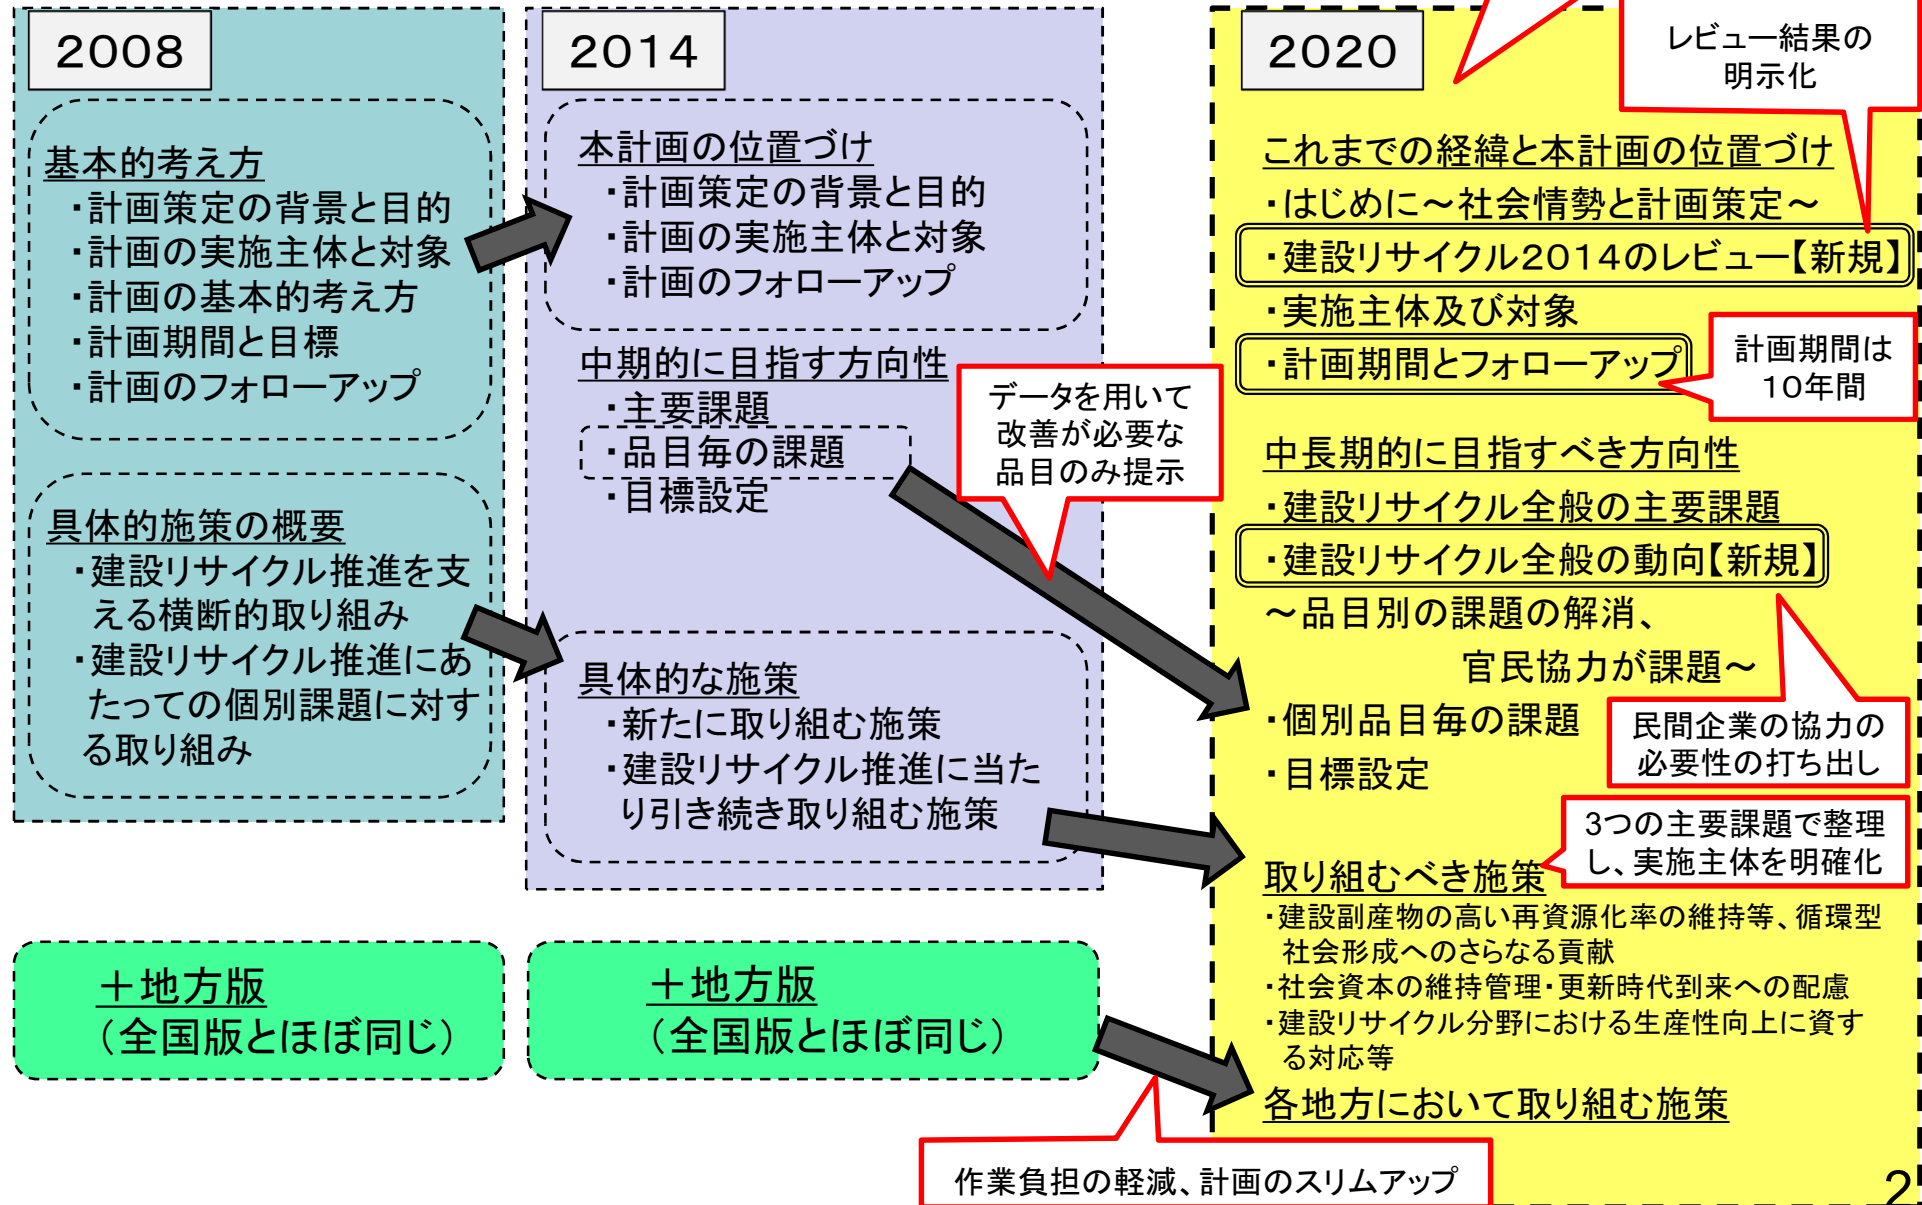 2008
基本的考え方
・計画策定の背景と目的
・計画の実施主体と対象
・計画の基本的考え方
・計画期間と目標
・計画のフォローアップ
具体的施策の概要
・建設リサイクル推進を支
える横断的取り組み
・建設リサイクル推進にあ
たっての個別課題に対す
る取り組み
＋地方版
（全国版とほぼ同じ）
2014
本計画の位置づけ
・計画策定の背景と目的
・計画の実施主体と対象
・計画のフォローアップ
中期的に目指す方向性
・主要課題
・品目毎の課題
・目標設定
データを用いて
改善が必要な
品目のみ提示
具体的な施策
・新たに取り組む施策
・建設リサイクル推進に当た
り引き続き取り組む施策
＋地方版
（全国版とほぼ同じ）
2020
レビュー結果の
明示化
これまでの経緯と本計画の位置づけ
・はじめに～社会情勢と計画策定～
・建設リサイクル2014のレビュー【新規】
・実施主体及び対象
・計画期間とフォローアップ
計画期間は
10年間
中長期的に目指すべき方向性
・建設リサイクル全般の主要課題
・建設リサイクル全般の動向【新規】
～品目別の課題の解消、
官民協力が課題～
・個別品目毎の課題
・目標設定
民間企業の協力の
必要性の打ち出し
3つの主要課題で整理
し、実施主体を明確化
取り組むべき施策
・建設副産物の高い再資源化率の維持等、循環型
社会形成へのさらなる貢献
・社会資本の維持管理・更新時代到来への配慮
・建設リサイクル分野における生産性向上に資す
る対応等
各地方において取り組む施策
作業負担の軽減、計画のスリムアップ
2